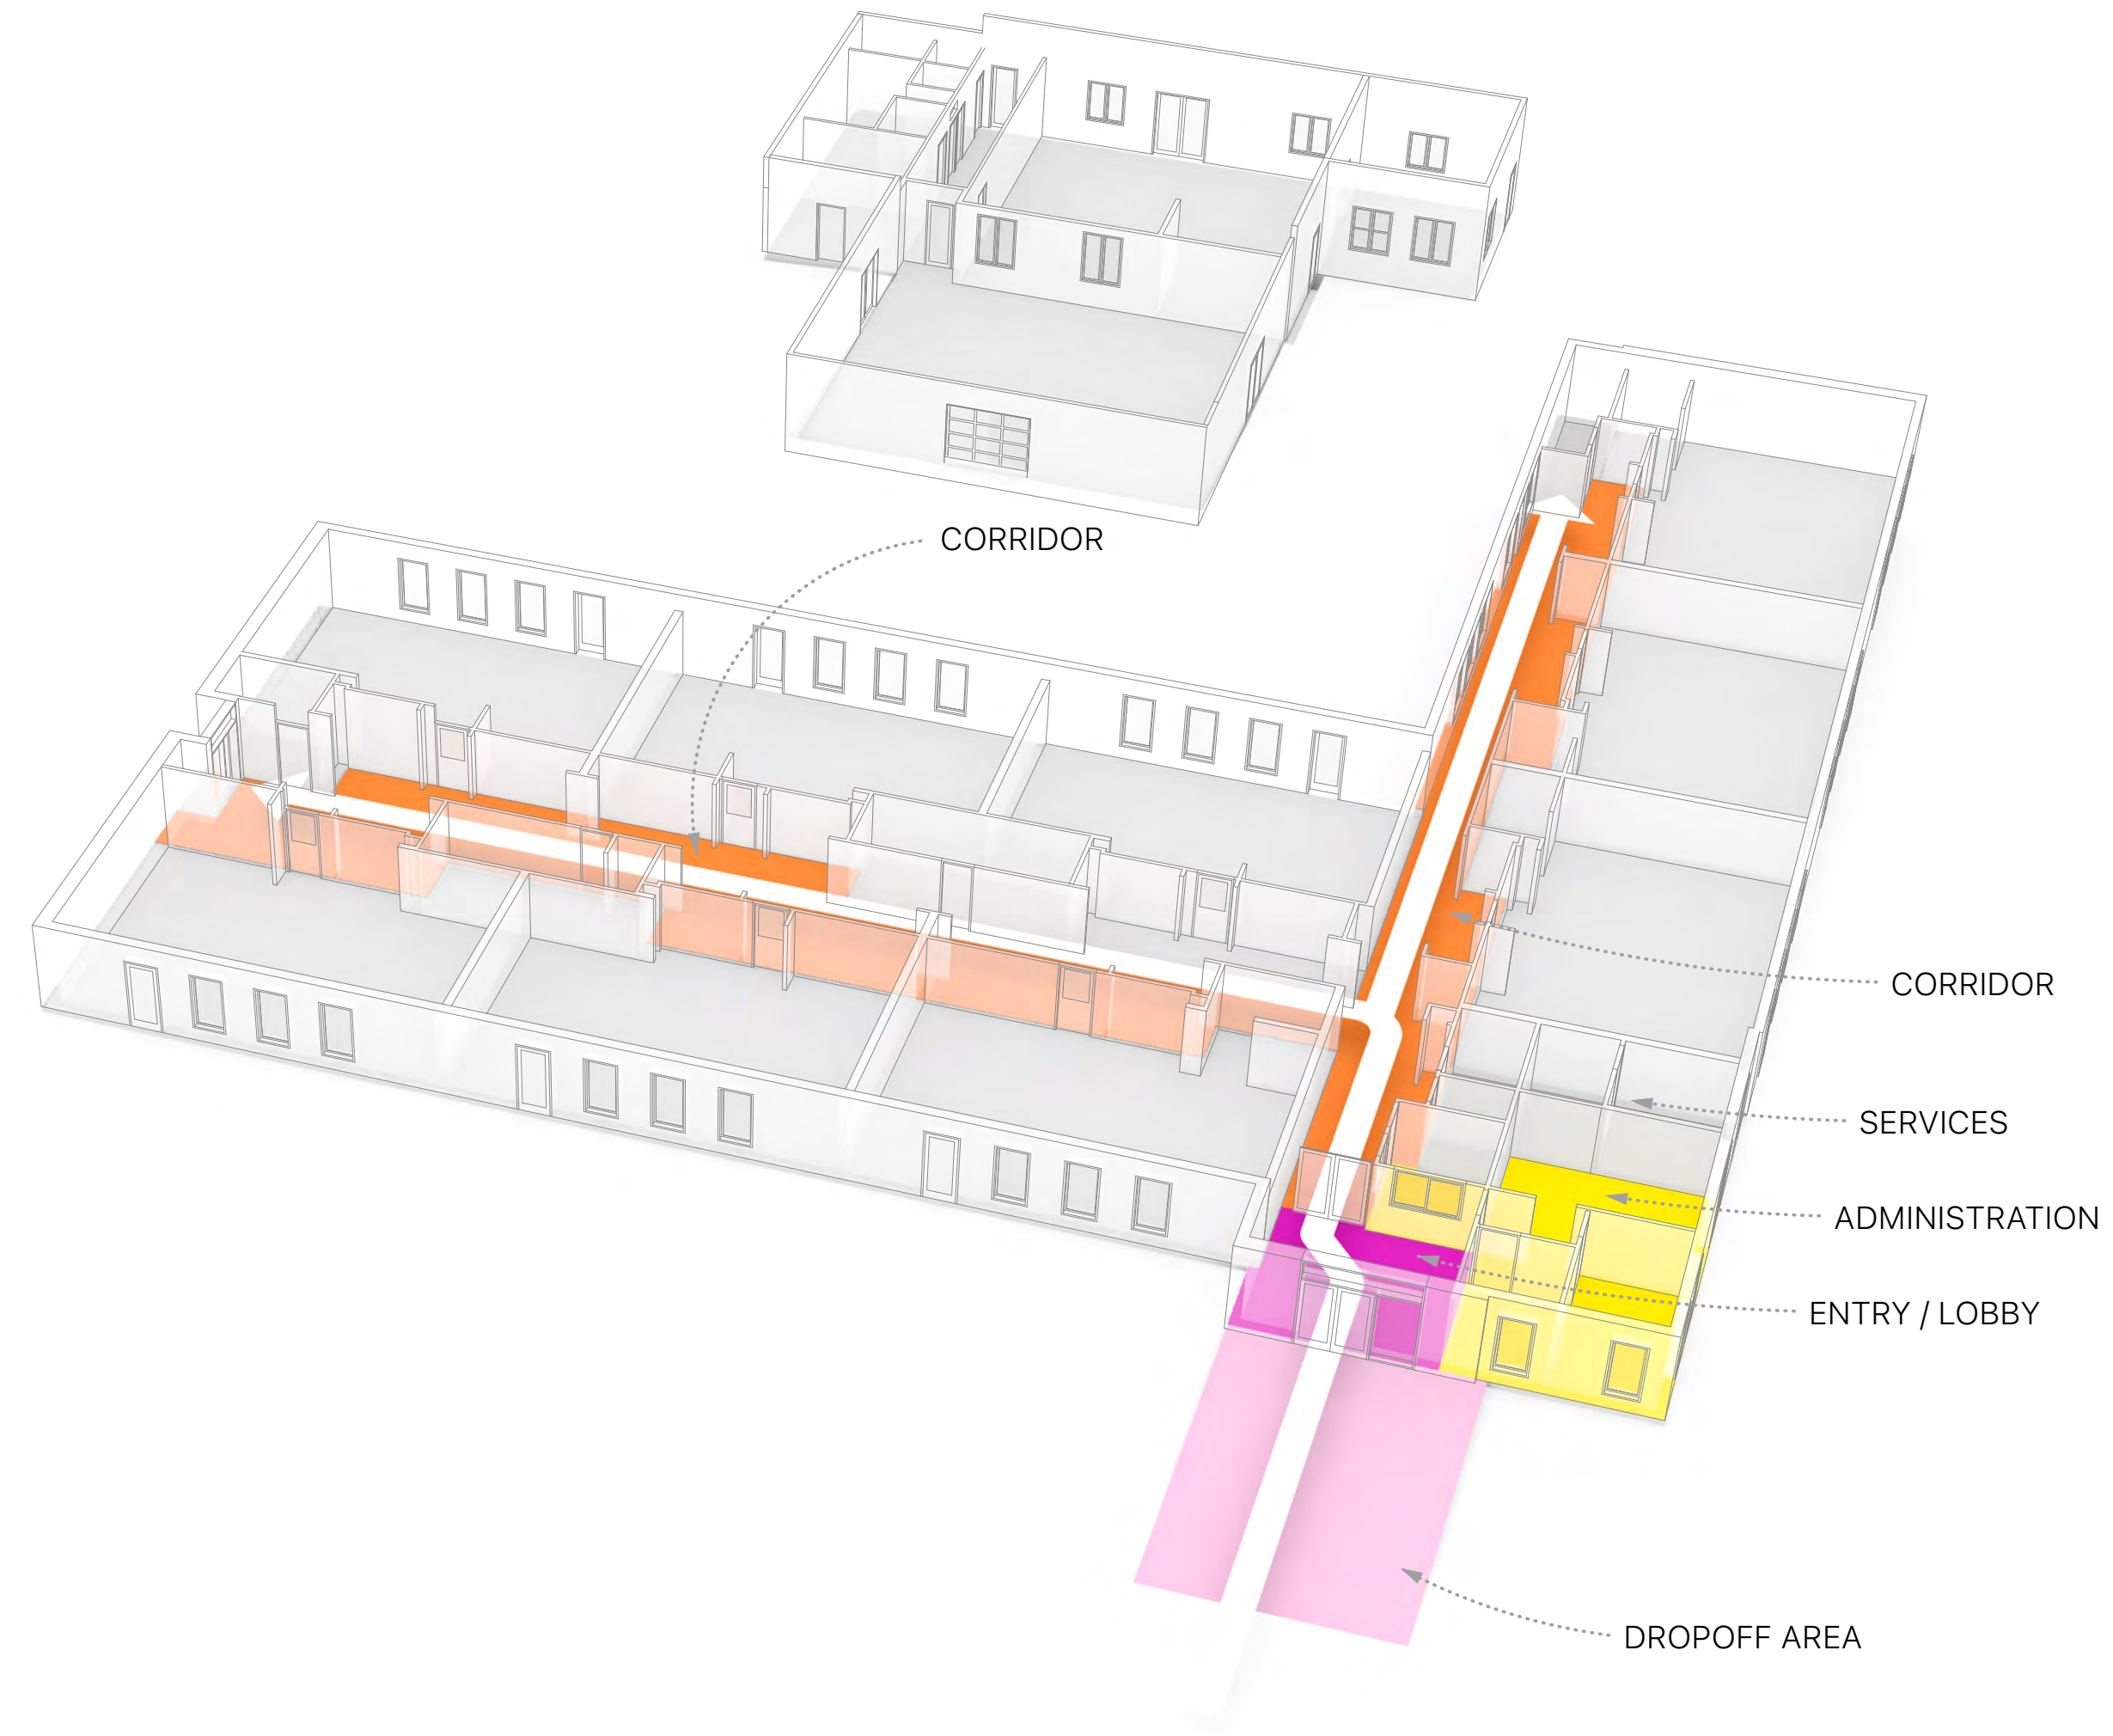 CORRIDOR
CORRIDOR
SERVICES
ADMINISTRATION
ENTRY / LOBBY
DROPOFF AREA